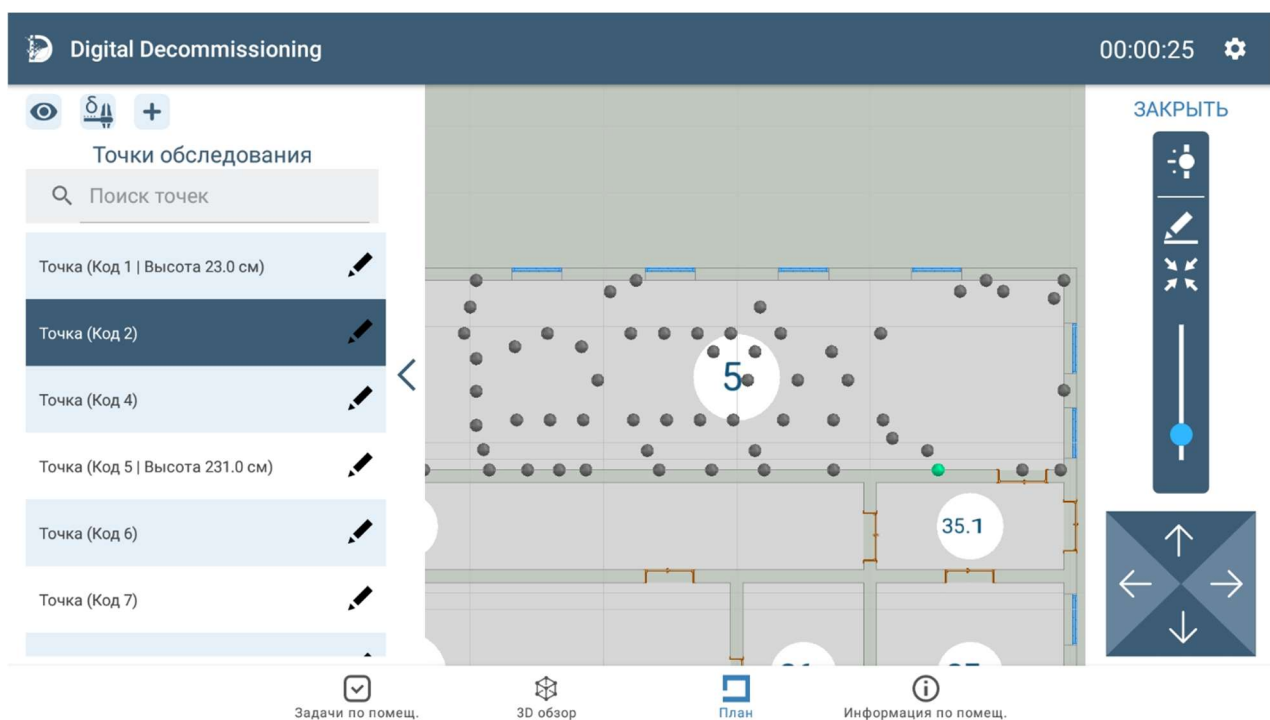 Digital Decommissioning
00:00:25
δ
ЗАКРЫТЬ
Точки обследования
Поиск точек
Точка (Код 1 | Высота 23.0 см)
Точка (Код 2)
Точка (Код 4)
Точка (Код 5 | Высота 231.0 см)
Точка (Код 6)
Точка (Код 7)
5
35.1
Задачи по помещ.
3D обзор
План
Информация по помещ.